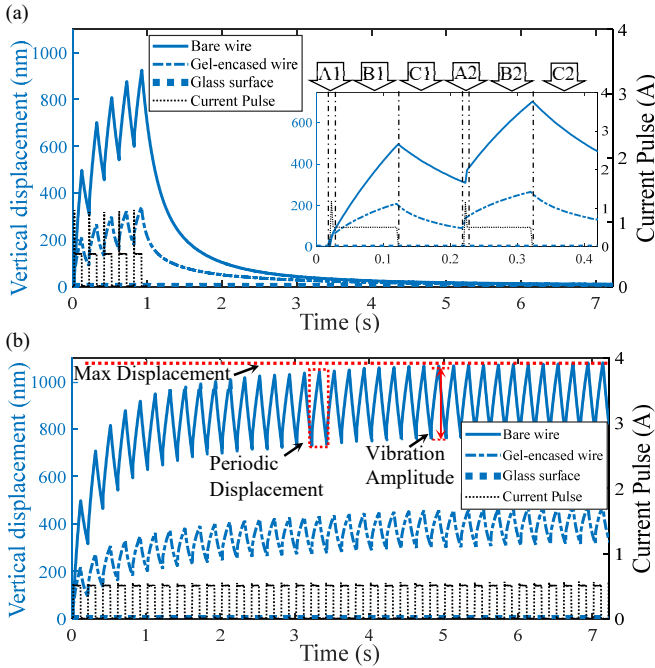 (a)
Vertical displacement (nm)
1000
800
600
400
200
0
0
1
2
3
4
5
6
7
Time (s)
Current Pulse (A)
4
3
2
1
0
Bare wire
Gel-encased wire
Glass surface
Current Pulse
A1
B1
C1
A2
B2
C2
600
400
200
0
0
0.1
0.2
0.3
0.4
3
2
1
0
(b)
Vertical displacement (nm)
1000
800
600
400
200
0
0
1
2
3
4
5
6
7
Time (s)
Current Pulse (A)
4
3
2
1
0
Max Displacement
Periodic
Displacement
Vibration
Amplitude
Bare wire
Gel-encased wire
Glass surface
Current Pulse